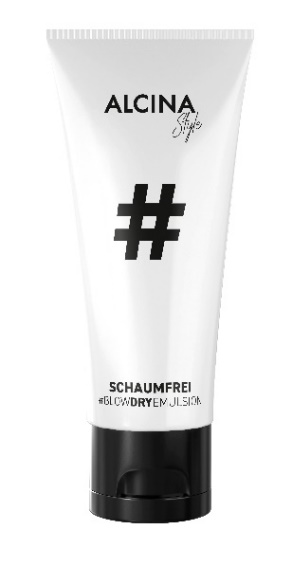 ALCINA
Style
#
SCHAUMFREI
#BLOWDRYEMULSION